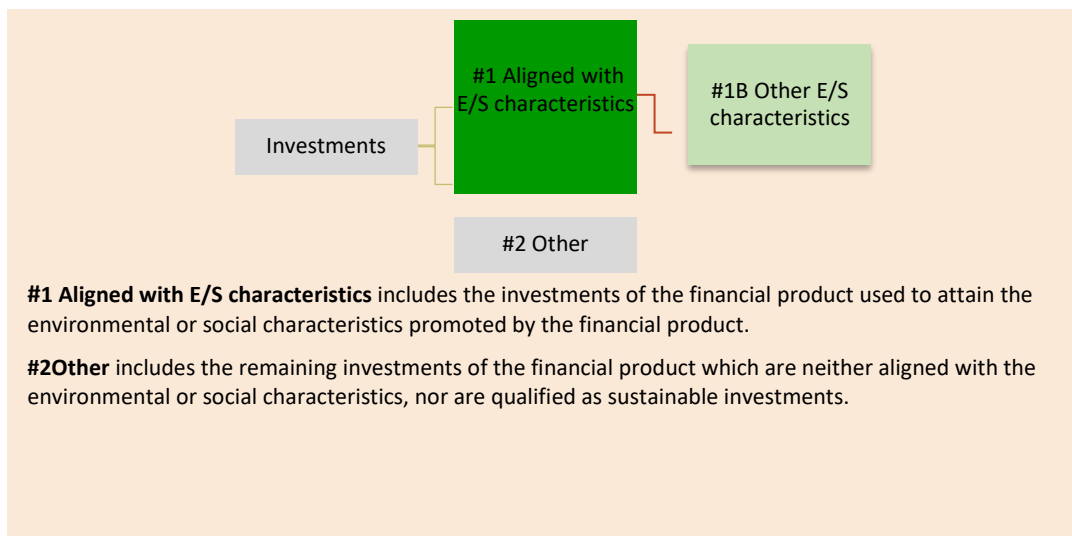 #1 Aligned with
E/S characteristics
#1B Other E/S
characteristics
Investments
#2 Other
#1 Aligned with E/S characteristics includes the investments of the financial product used to attain the
environmental or social characteristics promoted by the financial product.
#2Other includes the remaining investments of the financial product which are neither aligned with the
environmental or social characteristics, nor are qualified as sustainable investments.